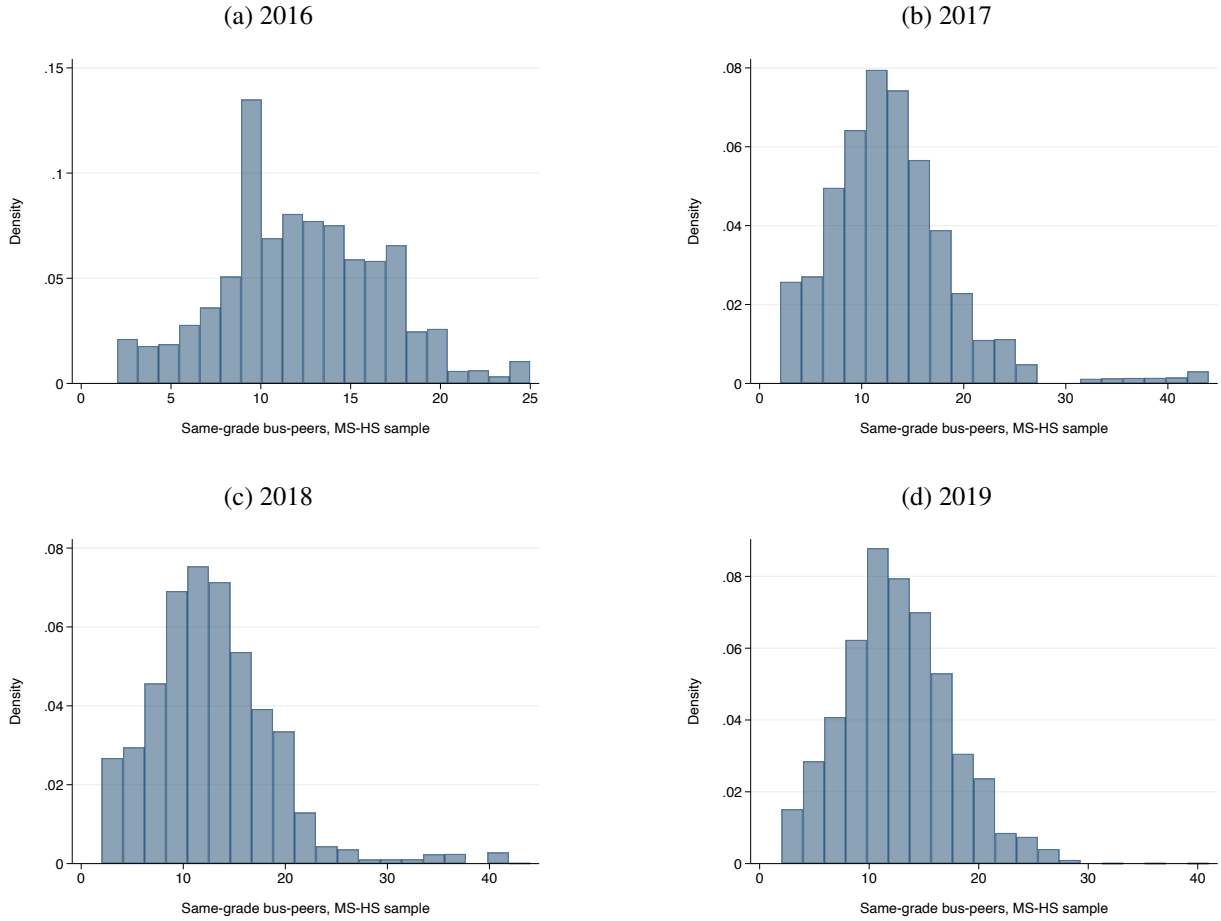 (a) 2016
.15
.1
.05
0
Density
0 5 10 15 20 25
Same-grade bus-peers, MS-HS sample
(b) 2017
.08
.06
.04
.02
0
Density
0 10 20 30 40
Same-grade bus-peers, MS-HS sample
(c) 2018
.08
.06
.04
.02
0
Density
0 10 20 30 40
Same-grade bus-peers, MS-HS sample
(d) 2019
.08
.06
.04
.02
0
Density
0 10 20 30 40
Same-grade bus-peers, MS-HS sample